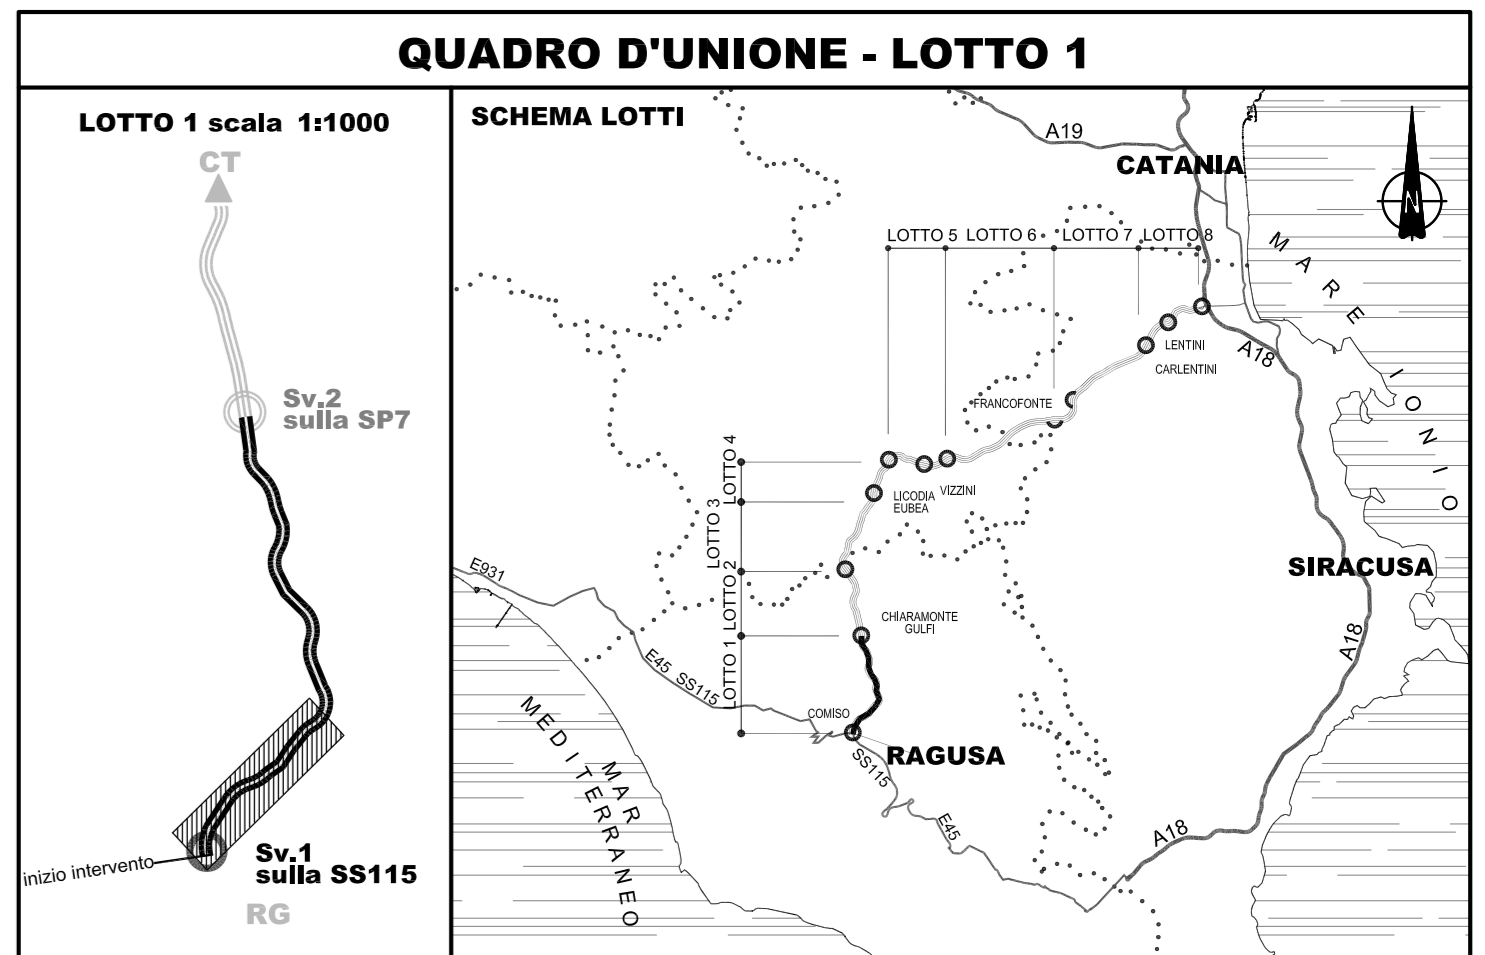 QUADRO D'UNIONE - LOTTO 1
LOTTO 1 scala 1:1000
CT
Sv.2
sulla SP7
Sv.1
sulla SS115
inizio intervento
RG
SCHEMA LOTTI
A19
CATANIA
N
LOTTO 5
LOTTO 6
LOTTO 7
LOTTO 8
MARE IONIO
LENTINI
CARLENTINI
A18
FRANCOFONTE
LOTTO 4
LOTTO 3
LOTTO 2
LOTTO 1
VIZZINI
LICODIA
EUBEA
SIRACUSA
E931
CHIARAMONTE
GULFI
A18
E45
SS115
COMISO
RAGUSA
SS115
MAR
MEDITERRANEO
E45
A18